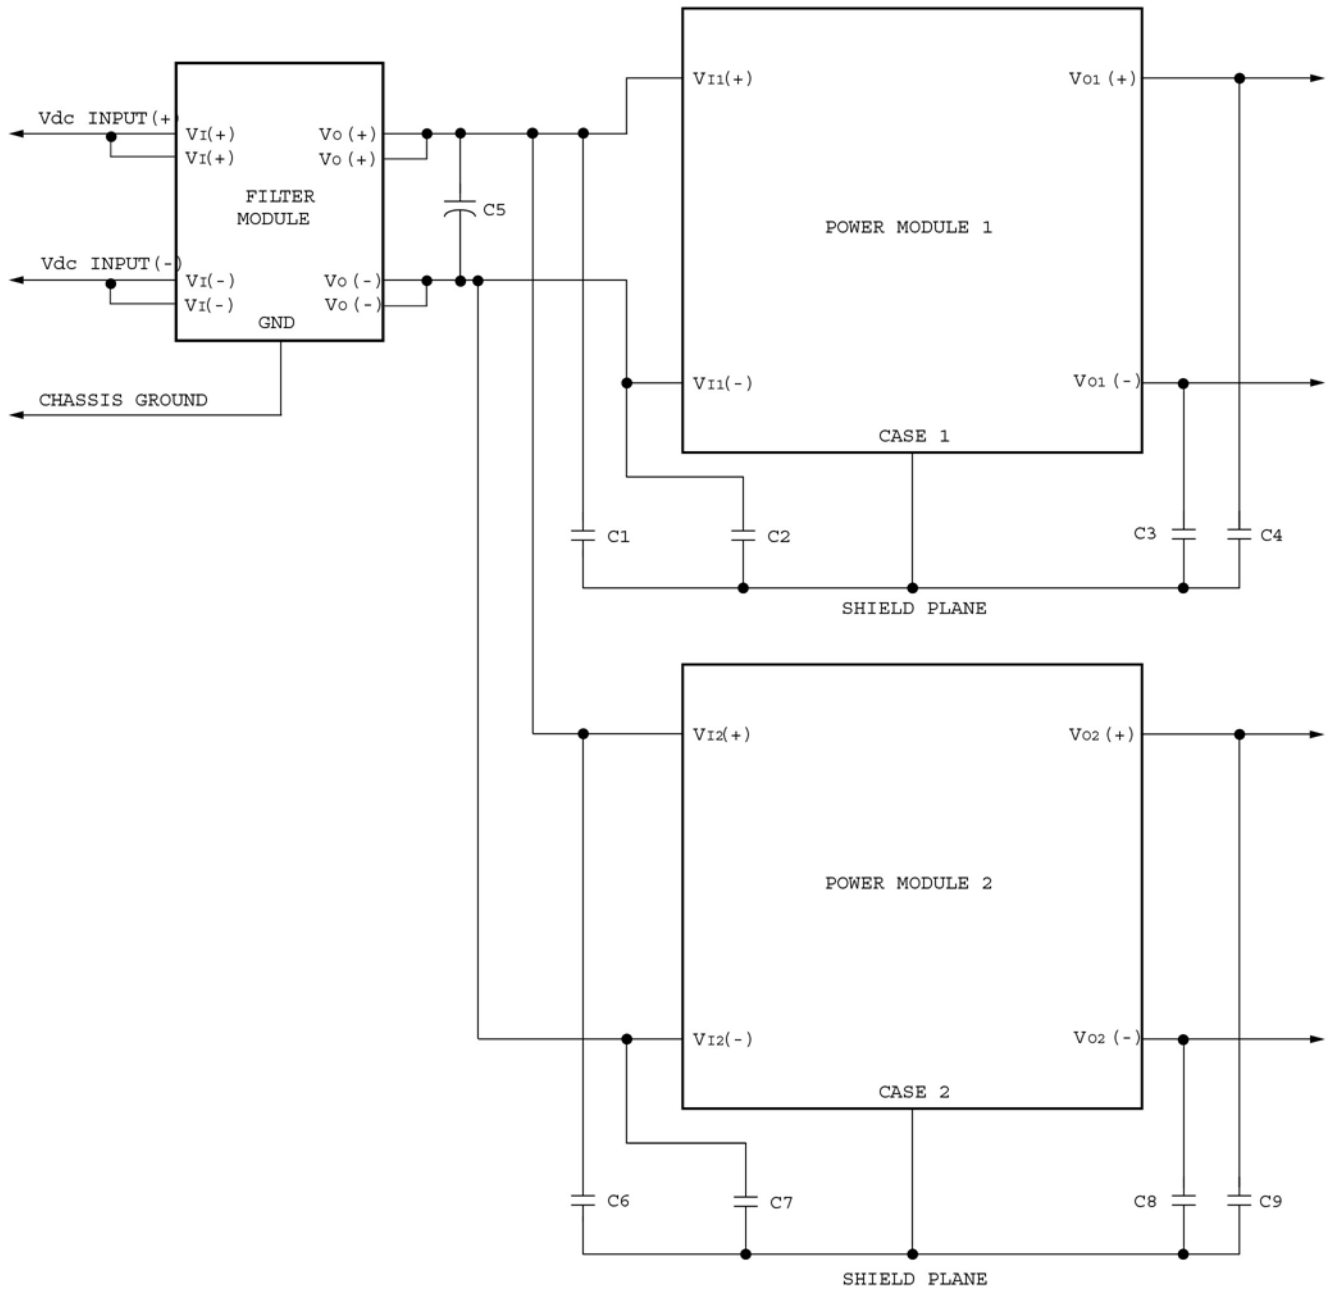 Vdc INPUT(+)
VI(+)
VI(+)
VO(+)
VO(+)
FILTER
MODULE
Vdc INPUT(-)
VI(-)
VI(-)
VO(-)
VO(-)
GND
CHASSIS GROUND
C5
VI1(+)
VO1(+)
POWER MODULE 1
VI1(-)
VO1(-)
CASE 1
C1
C2
C3
C4
SHIELD PLANE
VI2(+)
VO2(+)
POWER MODULE 2
VI2(-)
VO2(-)
CASE 2
C6
C7
C8
C9
SHIELD PLANE